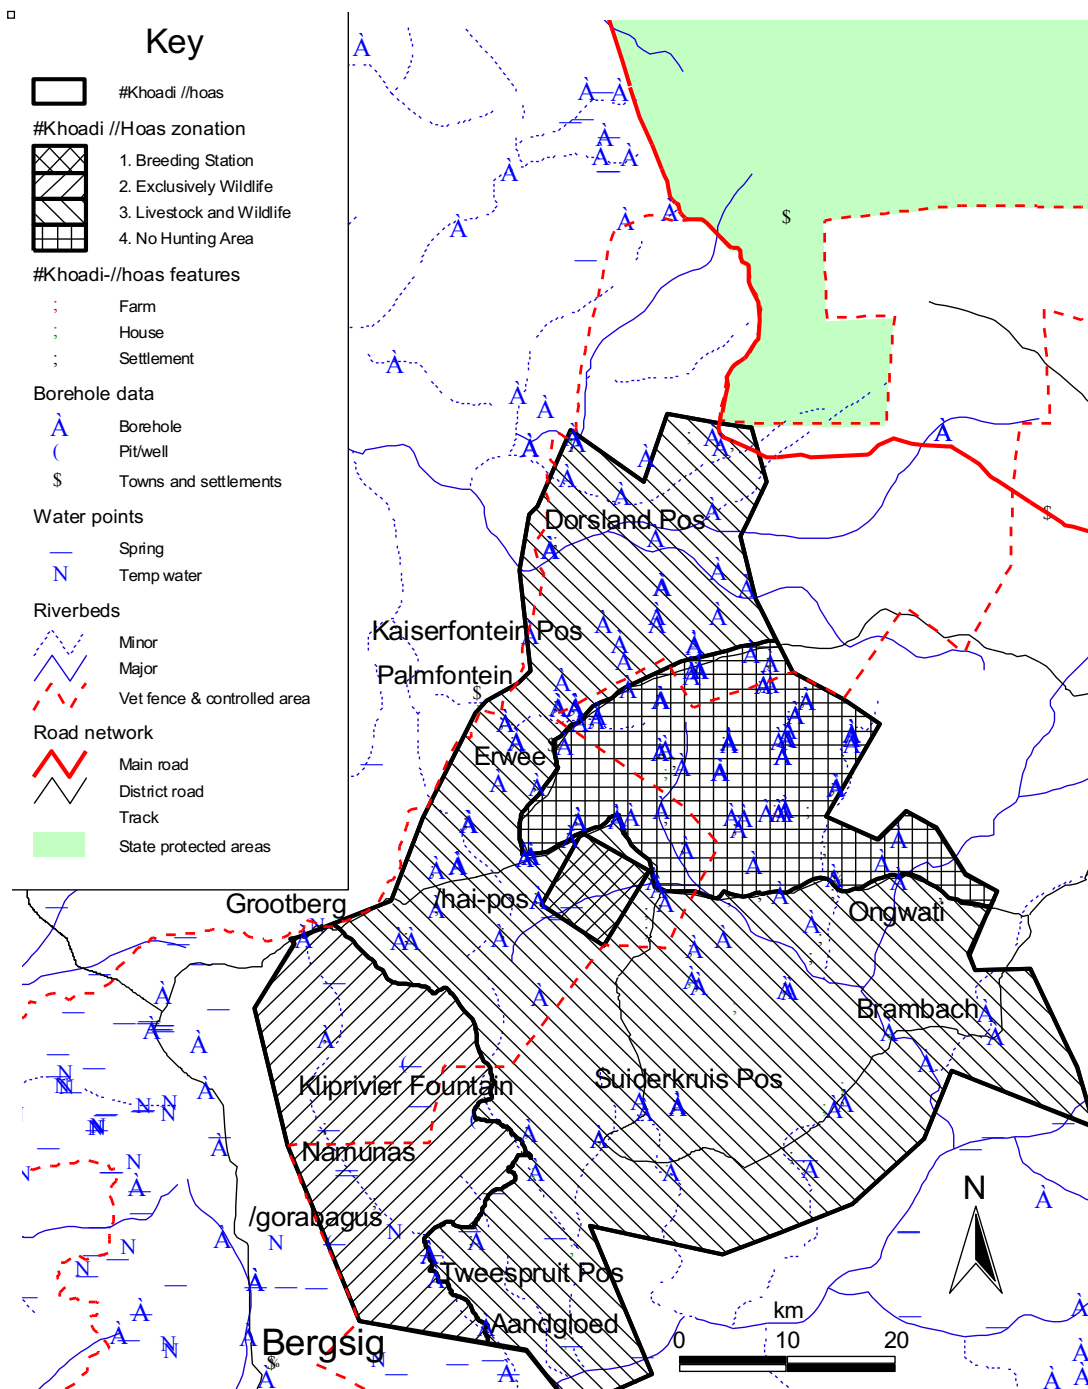 Key
#Khoadi //hoas
#Khoadi //Hoas zonation
1. Breeding Station
2. Exclusively Wildlife
3. Livestock and Wildlife
4. No Hunting Area
#Khoadi-//hoas features
Farm
House
Settlement
Borehole data
Borehole
Pit/well
Towns and settlements
Water points
Spring
Temp water
Riverbeds
Minor
Major
Vet fence & controlled area
Road network
Main road
District road
Track
State protected areas
Dorsland Pos
Kaiserfontein Pos
Palmfontein
Erwee
Grootberg
/hai-pos
Ongwati
Brambach
Kliprivier Fountain
Suiderkruis Pos
Namunas
/gorabagus
N
Tweespruit Pos
Aandgloed
Bergsig
km
0 10 20